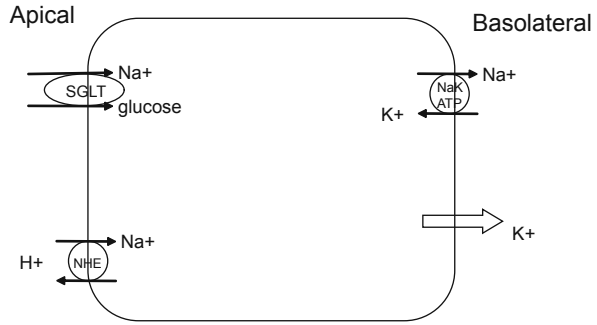 Apical
Basolateral
Na+
SGLT
glucose
Na+
NaK
ATP
K+
Na+
H+
NHE
K+